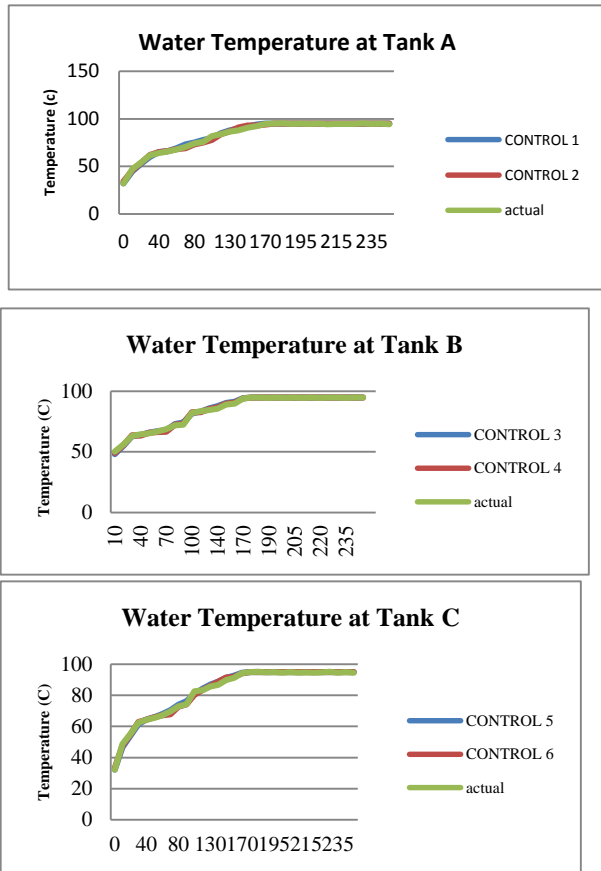 Water Temperature at Tank A
Temperature (c)
150
100
50
0
0 40 80 130 170 195 215 235
CONTROL 1
CONTROL 2
actual
Water Temperature at Tank B
Temperature (C)
100
50
0
10 40 70 100 140 170 190 205 220 235
CONTROL 3
CONTROL 4
actual
Water Temperature at Tank C
Temperature (C)
100
80
60
40
20
0
0 40 80 130170195215235
CONTROL 5
CONTROL 6
actual